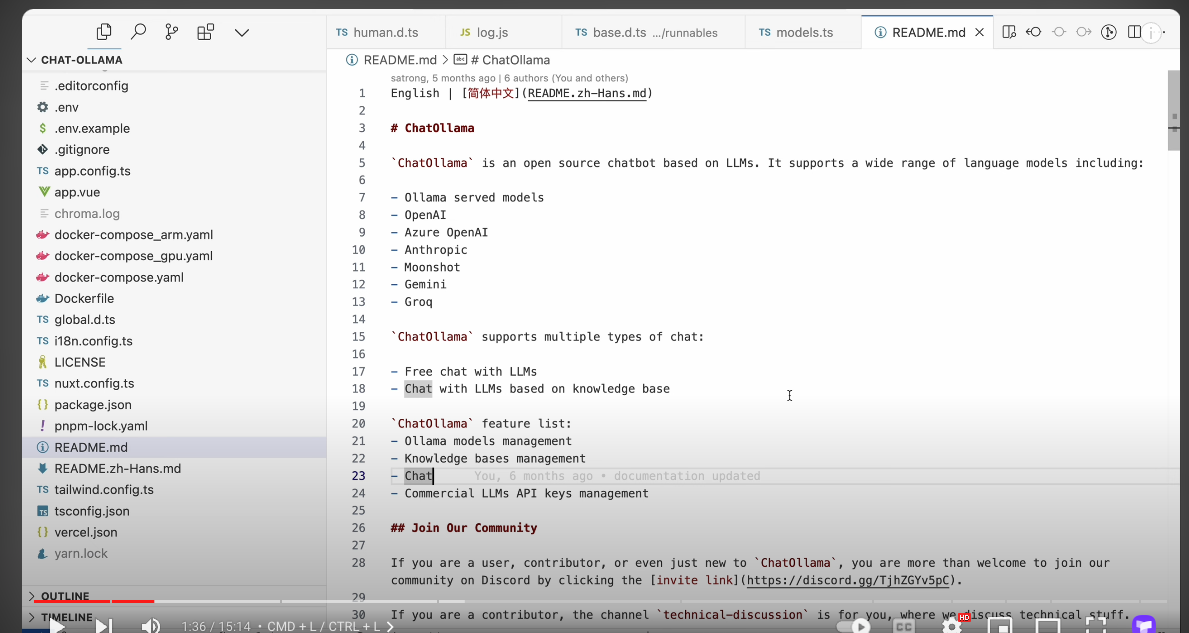 TS human.d.ts
JS log.js
TS base.d.ts .../runnables
TS models.ts
README.md
CHAT-OLLAMA
.editorconfig
.env
$ .env.example
.gitignore
TS app.config.ts
app.vue
chroma.log
docker-compose_arm.yaml
docker-compose_gpu.yaml
docker-compose.yaml
Dockerfile
TS global.d.ts
TS i18n.config.ts
LICENSE
TS nuxt.config.ts
{} package.json
! pnpm-lock.yaml
README.md
README.zh-Hans.md
TS tailwind.config.ts
tsconfig.json
{} vercel.json
yarn.lock
OUTLINE
TIMELINE
README.md > # ChatOllama
satrong, 5 months ago | 6 authors (You and others)
1 English | [简体中文](README.zh-Hans.md)
2
3 # ChatOllama
4
5 `ChatOllama` is an open source chatbot based on LLMs. It supports a wide range of language models including:
6
7 - Ollama served models
8 - OpenAI
9 - Azure OpenAI
10 - Anthropic
11 - Moonshot
12 - Gemini
13 - Groq
14
15 `ChatOllama` supports multiple types of chat:
16
17 - Free chat with LLMs
18 - Chat with LLMs based on knowledge base
19
20 `ChatOllama` feature list:
21 - Ollama models management
22 - Knowledge bases management
23 - Chat You, 6 months ago • documentation updated
24 - Commercial LLMs API keys management
25
26 ## Join Our Community
27
28 If you are a user, contributor, or even just new to `ChatOllama`, you are more than welcome to join our
community on Discord by clicking the [invite link](https://discord.gg/TjhZGYv5pC).
29
30 If you are a contributor, the channel `technical-discussion` is for you, where we discuss technical stuff.
1:36 / 15:14 • CMD + L / CTRL + L >
CC
HD